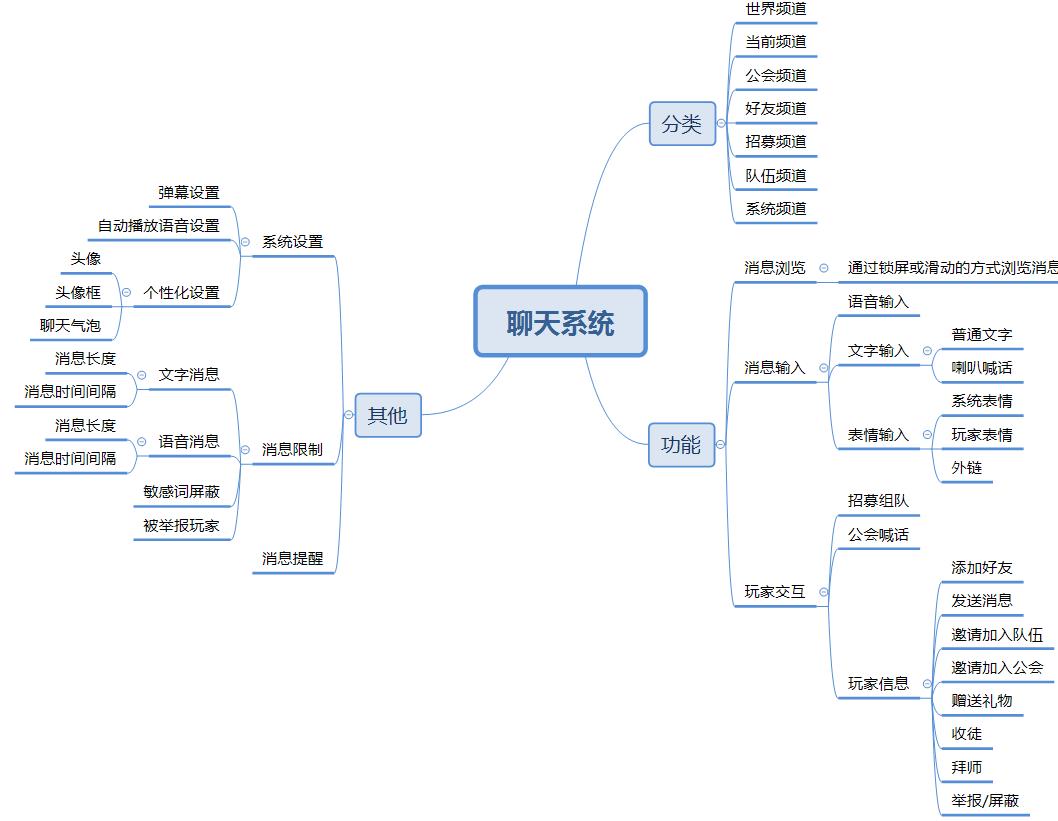 聊天系统
分类
世界频道
当前频道
公会频道
好友频道
招募频道
队伍频道
系统频道
功能
消息浏览
通过锁屏或滑动的方式浏览消息
消息输入
语音输入
文字输入
普通文字
喇叭喊话
表情输入
系统表情
玩家表情
外链
玩家交互
招募组队
公会喊话
玩家信息
添加好友
发送消息
邀请加入队伍
邀请加入公会
赠送礼物
收徒
拜师
举报/屏蔽
其他
系统设置
弹幕设置
自动播放语音设置
个性化设置
头像
头像框
聊天气泡
消息限制
文字消息
消息长度
消息时间间隔
语音消息
消息长度
消息时间间隔
敏感词屏蔽
被举报玩家
消息提醒